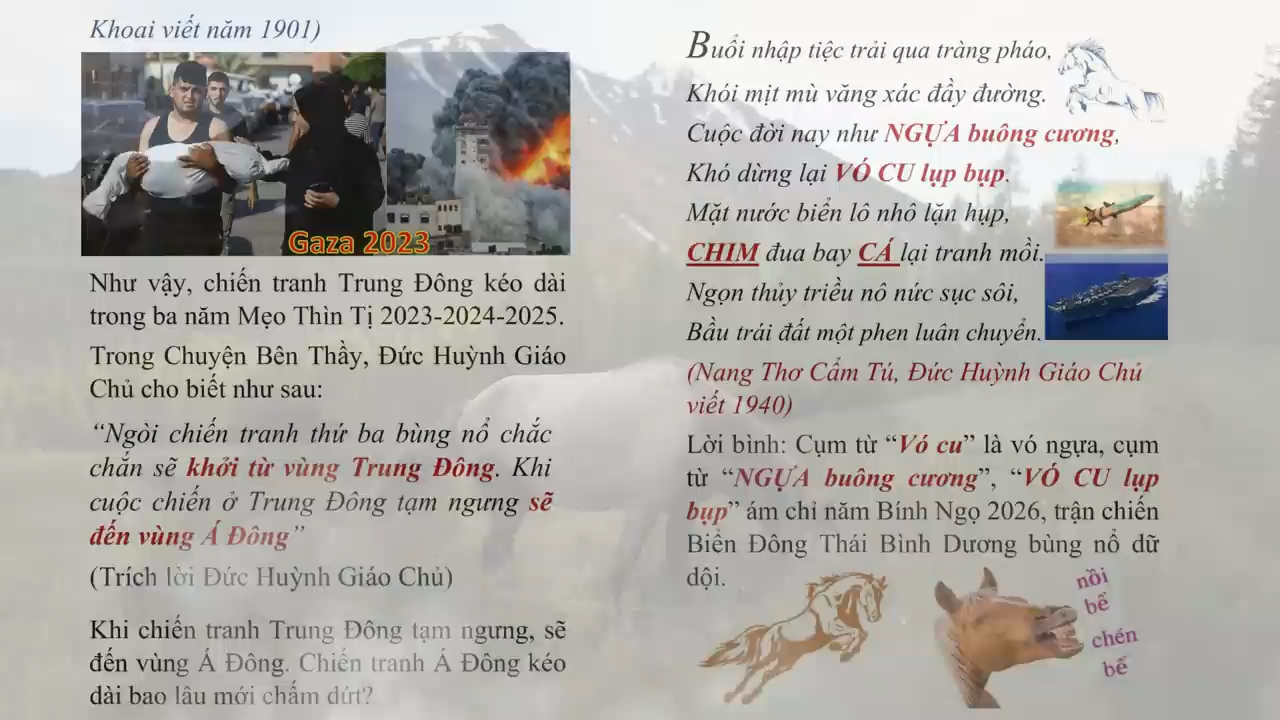 Khoai viết năm 1901)
Gaza 2023
Như vậy, chiến tranh Trung Đông kéo dài
trong ba năm Mẹo Thìn Tị 2023-2024-2025.
Trong Chuyện Bên Thầy, Đức Huỳnh Giáo
Chủ cho biết như sau:
“Ngòi chiến tranh thứ ba bùng nổ chắc
chắn sẽ khởi từ vùng Trung Đông. Khi
cuộc chiến ở Trung Đông tạm ngưng sẽ
đến vùng Á Đông”
(Trích lời Đức Huỳnh Giáo Chủ)
Khi chiến tranh Trung Đông tạm ngưng, sẽ
đến vùng Á Đông. Chiến tranh Á Đông kéo
dài bao lâu mới chấm dứt?
Buổi nhập tiệc trải qua tràng pháo,
Khói mịt mù văng xác đầy đường.
Cuộc đời nay như NGỰA buông cương,
Khó dừng lại VÓ CU lụp bụp.
Mặt nước biển lô nhô lặn hụp,
CHIM đua bay CÁ lại tranh mồi.
Ngọn thủy triều nô nức sục sôi,
Bầu trái đất một phen luân chuyển.
(Nang Thơ Cẩm Tú, Đức Huỳnh Giáo Chủ
viết 1940)
Lời bình: Cụm từ “Vó cu” là vó ngựa, cụm
từ “NGỰA buông cương”, “VÓ CU lụp
bụp” ám chỉ năm Bính Ngọ 2026, trận chiến
Biển Đông Thái Bình Dương bùng nổ dữ
dội.
nồi
bể
chén
bể